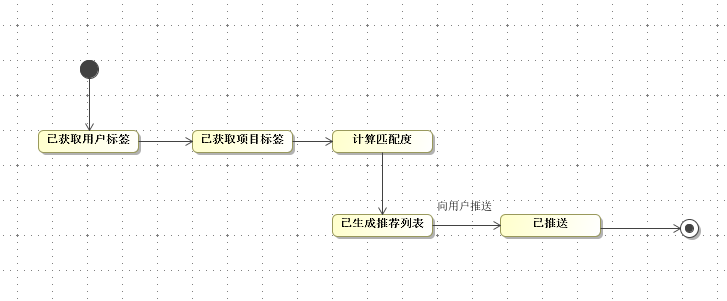 已获取用户标签
已获取项目标签
计算匹配度
已生成推荐列表
向用户推送
已推送